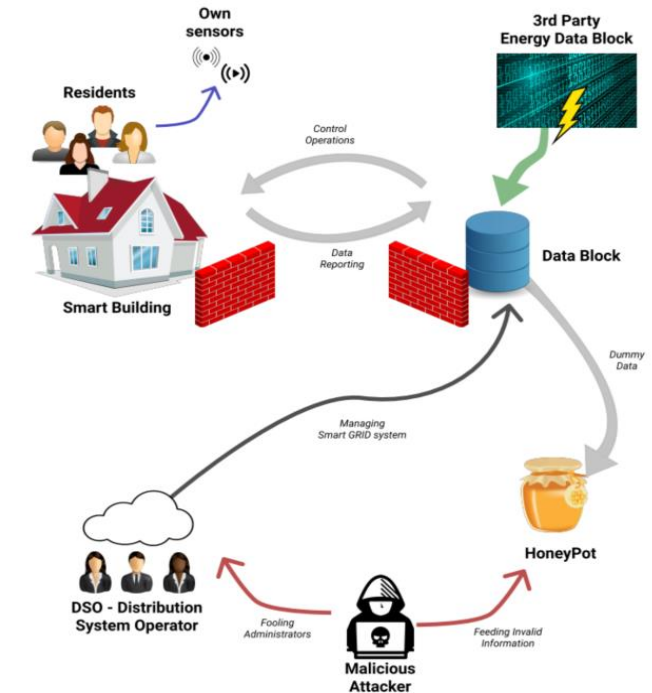 Own
sensors
3rd Party
Energy Data Block
Residents
Control
Operations
Data
Reporting
Data Block
Smart Building
Dummy
Data
Managing
Smart GRID system
HoneyPot
DSO - Distribution
System Operator
Fooling
Administrators
Feeding Invalid
Information
Malicious
Attacker